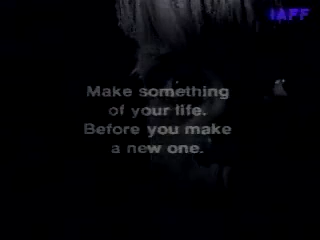 IAFF
Make something
of your life.
Before you make
a new one.